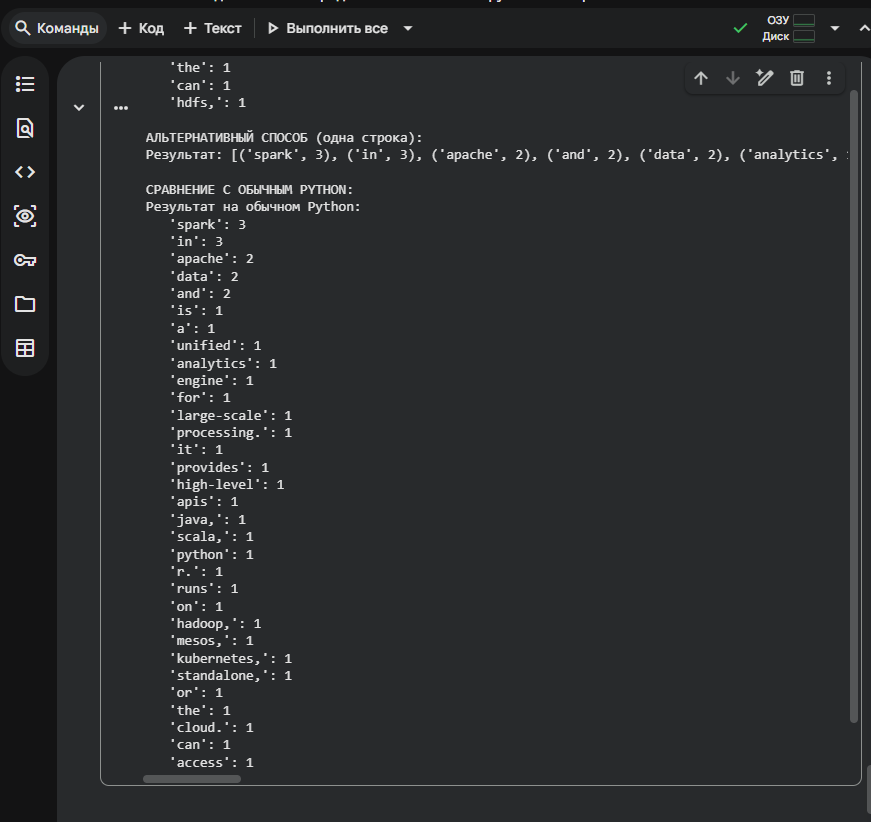 Команды + Код + Текст Выполнить все
ОЗУ
Диск
'the': 1
'can': 1
'hdfs,': 1
АЛЬТЕРНАТИВНЫЙ СПОСОБ (одна строка):
Результат: [('spark', 3), ('in', 3), ('apache', 2), ('and', 2), ('data', 2), ('analytics',
СРАВНЕНИЕ С ОБЫЧНЫМ PYTHON:
Результат на обычном Python:
'spark': 3
'in': 3
'apache': 2
'data': 2
'and': 2
'is': 1
'a': 1
'unified': 1
'analytics': 1
'engine': 1
'for': 1
'large-scale': 1
'processing.': 1
'it': 1
'provides': 1
'high-level': 1
'apis': 1
'java,': 1
'scala,': 1
'python': 1
'r.': 1
'runs': 1
'on': 1
'hadoop,': 1
'mesos,': 1
'kubernetes,': 1
'standalone,': 1
'or': 1
'the': 1
'cloud.': 1
'can': 1
'access': 1